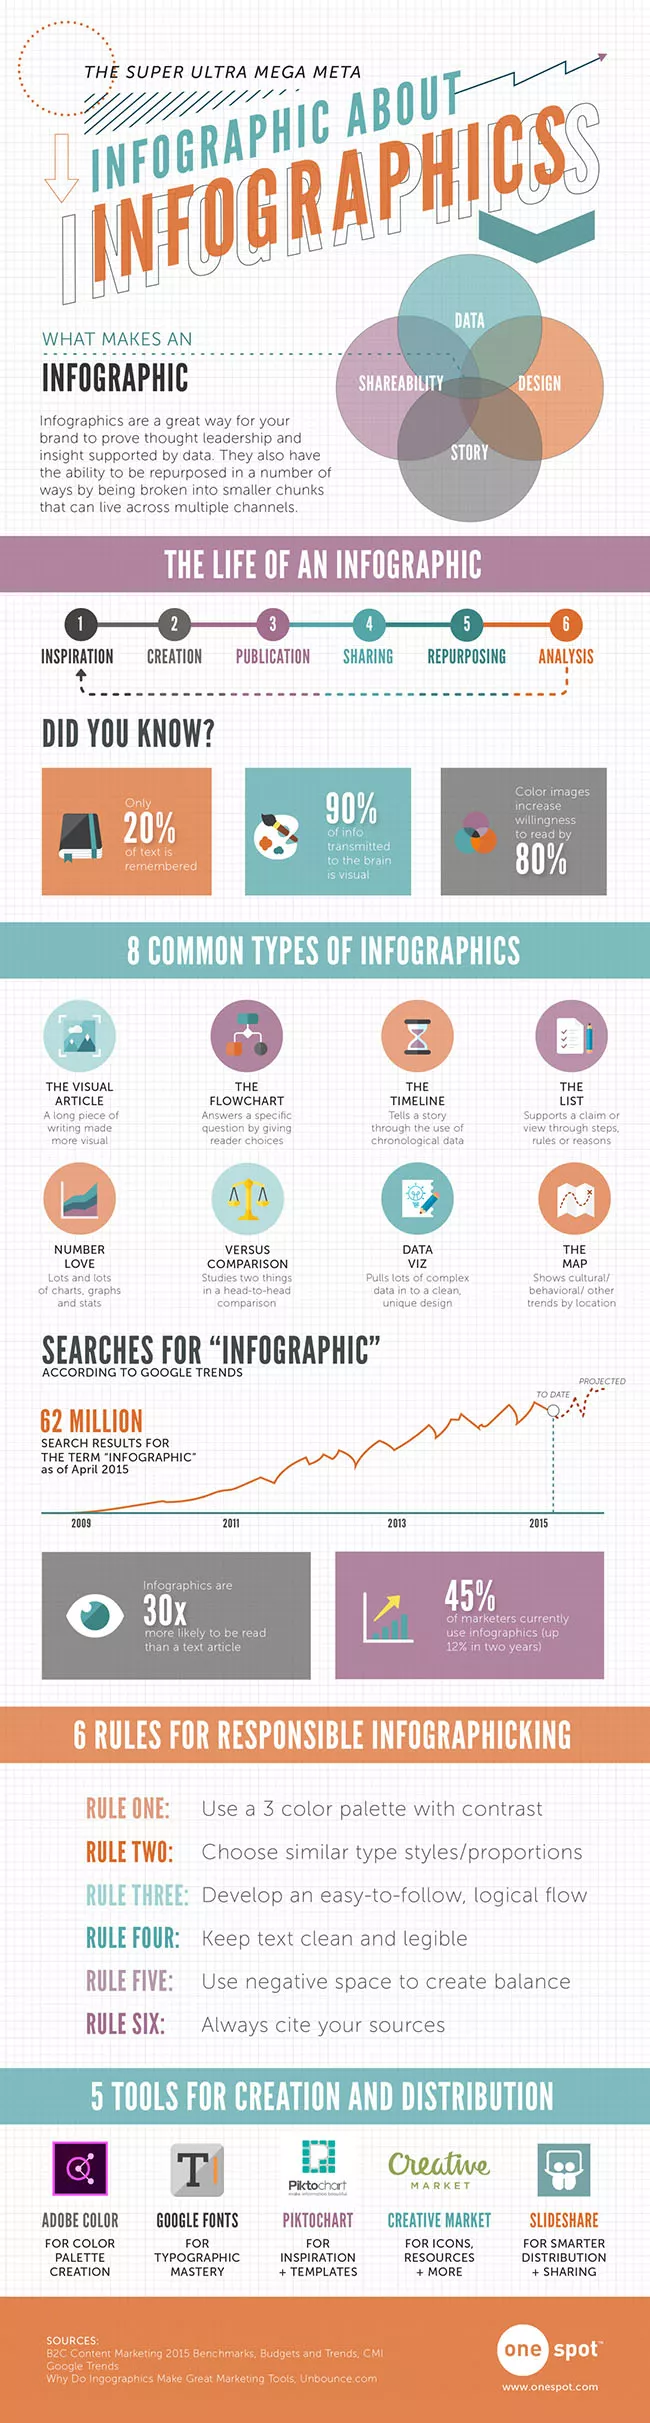 THE SUPER ULTRA MEGA META
INFOGRAPHIC ABOUT
INFOGRAPHICS
INFOGRAPHICS
WHAT MAKES AN
INFOGRAPHIC
Infographics are a great way for your
brand to prove thought leadership and
insight supported by data. They also have
the ability to be repurposed in a number of
ways by being broken into smaller chunks
that can live across multiple channels.
DATA
SHAREABILITY
DESIGN
STORY
THE LIFE OF AN INFOGRAPHIC
1
2
3
4
5
6
INSPIRATION
CREATION
PUBLICATION
SHARING
REPURPOSING
ANALYSIS
DID YOU KNOW?
Only
20%
of text is
remembered
90%
of info
transmitted
to the brain
is visual
Color images
increase
willingness
to read by
80%
8 COMMON TYPES OF INFOGRAPHICS
THE VISUAL
ARTICLE
A long piece of
writing made
more visual
THE
FLOWCHART
Answers a specific
question by giving
reader choices
THE
TIMELINE
Tells a story
through the use of
chronological data
THE
LIST
Supports a claim or
view through steps,
rules or reasons
NUMBER
LOVE
Lots and lots
of charts, graphs
and stats
VERSUS
COMPARISON
Studies two things
in a head-to-head
comparison
DATA
VIZ
Pulls lots of complex
data in to a clean,
unique design
THE
MAP
Shows cultural/
behavioral/ other
trends by location
SEARCHES FOR "INFOGRAPHIC"
ACCORDING TO GOOGLE TRENDS
62 MILLION
SEARCH RESULTS FOR
THE TERM "INFOGRAPHIC"
as of April 2015
TO DATE
PROJECTED
2009
2011
2013
2015
Infographics are
30x
more likely to be read
than a text article
45%
of marketers currently
use infographics (up
12% in two years)
6 RULES FOR RESPONSIBLE INFOGRAPHICKING
RULE ONE: Use a 3 color palette with contrast
RULE TWO: Choose similar type styles/proportions
RULE THREE: Develop an easy-to-follow, logical flow
RULE FOUR: Keep text clean and legible
RULE FIVE: Use negative space to create balance
RULE SIX: Always cite your sources
5 TOOLS FOR CREATION AND DISTRIBUTION
ADOBE COLOR
FOR COLOR
PALETTE
CREATION
T
GOOGLE FONTS
FOR
TYPOGRAPHIC
MASTERY
Piktochart
make information beautiful
PIKTOCHART
FOR
INSPIRATION
+ TEMPLATES
Creative
MARKET
CREATIVE MARKET
FOR ICONS,
RESOURCES
+ MORE
SLIDESHARE
FOR SMARTER
DISTRIBUTION
+ SHARING
SOURCES:
B2C Content Marketing 2015 Benchmarks, Budgets and Trends, CMI
Google Trends
Why Do Ingographics Make Great Marketing Tools, Unbounce.com
one spot™
www.onespot.com